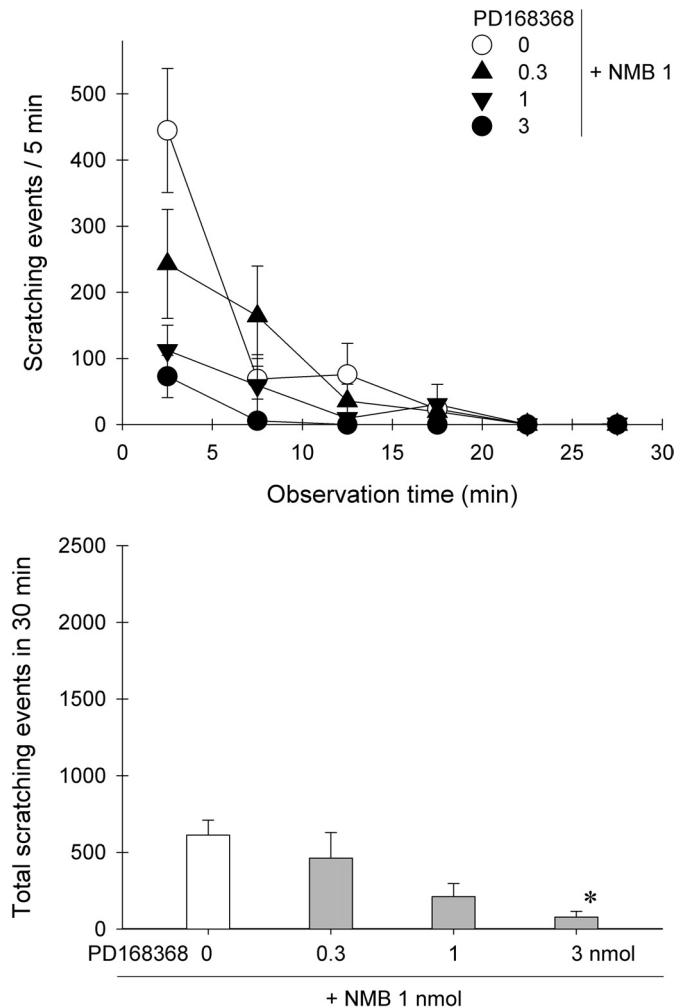 PD168368
0
0.3
1
3
+ NMB 1
Scratching events / 5 min
500
400
300
200
100
0
0 5 10 15 20 25 30
Observation time (min)
Total scratching events in 30 min
2500
2000
1500
1000
500
0
*
PD168368 0 0.3 1 3 nmol
+ NMB 1 nmol